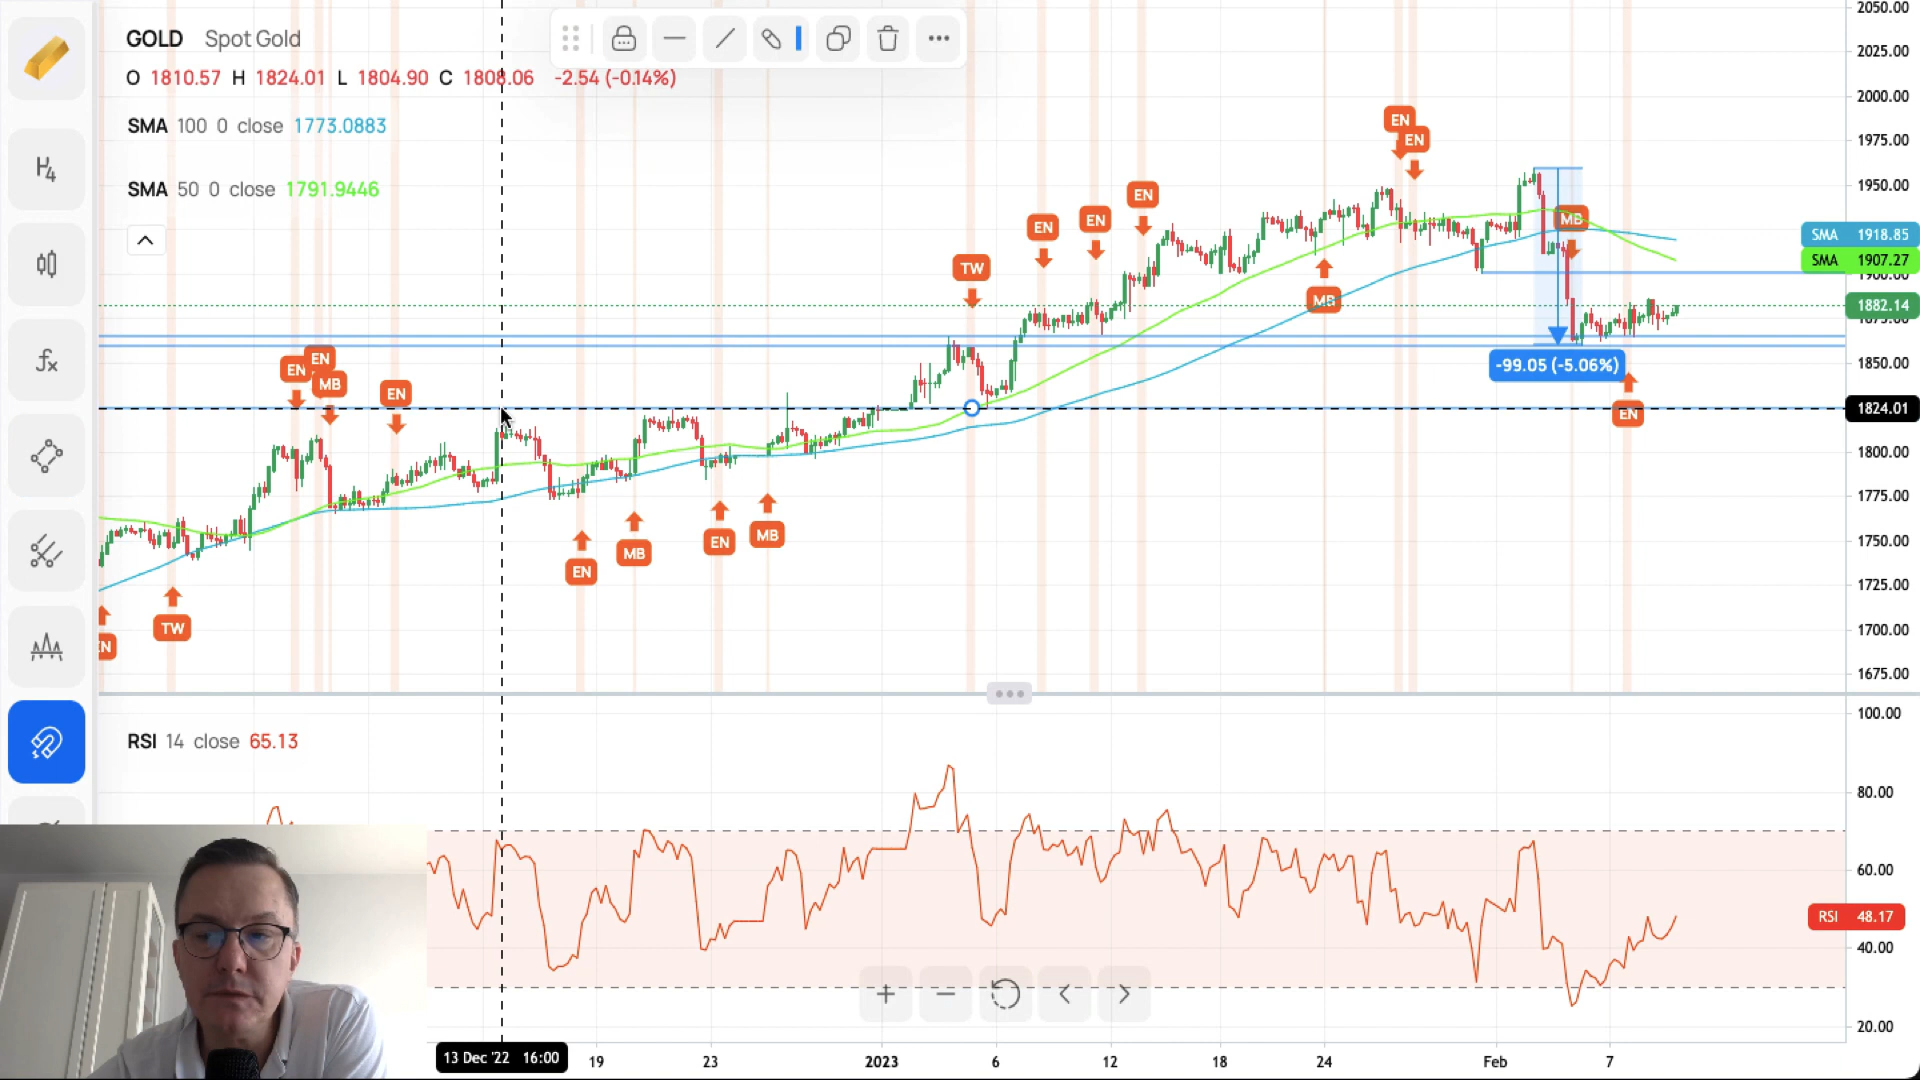 GOLD Spot Gold
O 1810.57 H 1824.01 L 1804.90 C 1808.06 -2.54 (-0.14%)
SMA 100 0 close 1773.0883
SMA 50 0 close 1791.9446
H4
fx
EN
EN
MB
EN
EN
TW
EN
MB
EN
MB
TW
EN
EN
EN
MB
EN
EN
MB
EN
-99.05 (-5.06%)
2050.00
2025.00
2000.00
1975.00
1950.00
SMA 1918.85
SMA 1907.27
1900.00
1882.14
1875.00
1850.00
1824.01
1800.00
1775.00
1750.00
1725.00
1700.00
1675.00
RSI 14 close 65.13
100.00
80.00
60.00
RSI 48.17
40.00
20.00
13 Dec '22 16:00
19
23
2023
6
12
18
24
Feb
7